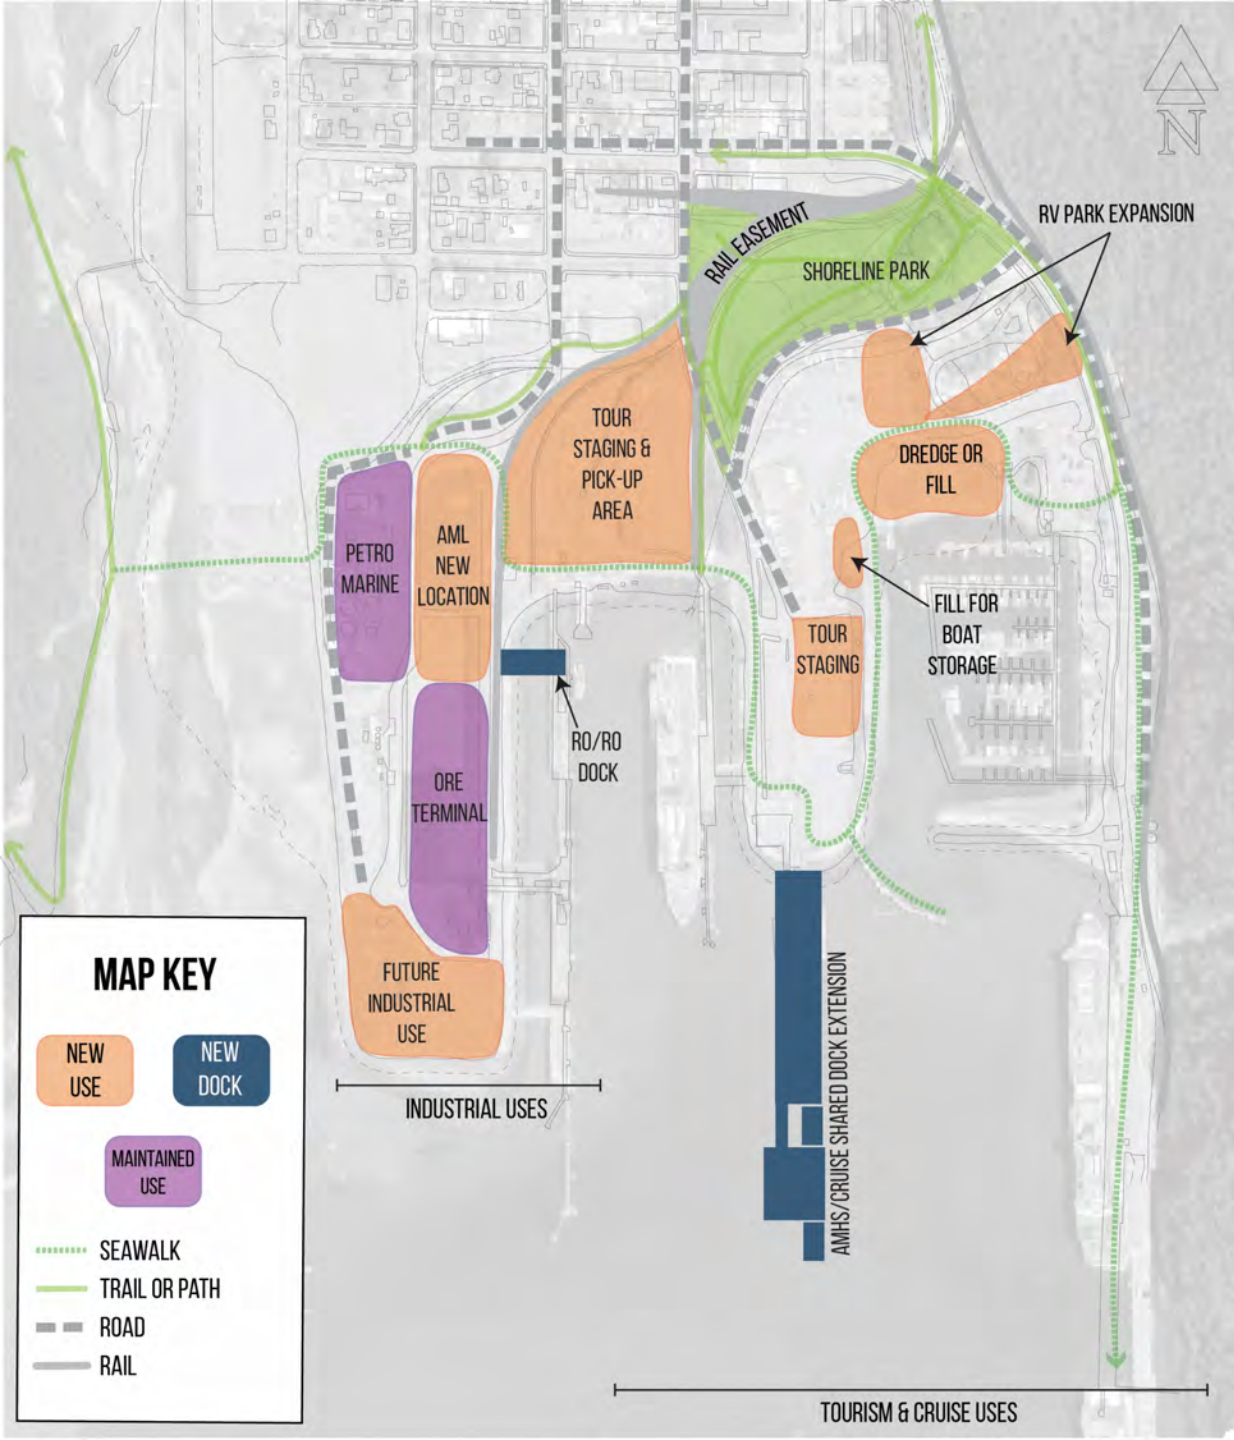 N
RV PARK EXPANSION
RAIL EASEMENT
SHORELINE PARK
TOUR
STAGING &
PICK-UP
AREA
DREDGE OR
FILL
PETRO
MARINE
AML
NEW
LOCATION
FILL FOR
BOAT
STORAGE
TOUR
STAGING
RO/RO
DOCK
ORE
TERMINAL
FUTURE
INDUSTRIAL
USE
INDUSTRIAL USES
AMHS/CRUISE SHARED DOCK EXTENSION
MAP KEY
NEW
USE
NEW
DOCK
MAINTAINED
USE
SEAWALK
TRAIL OR PATH
ROAD
RAIL
TOURISM & CRUISE USES